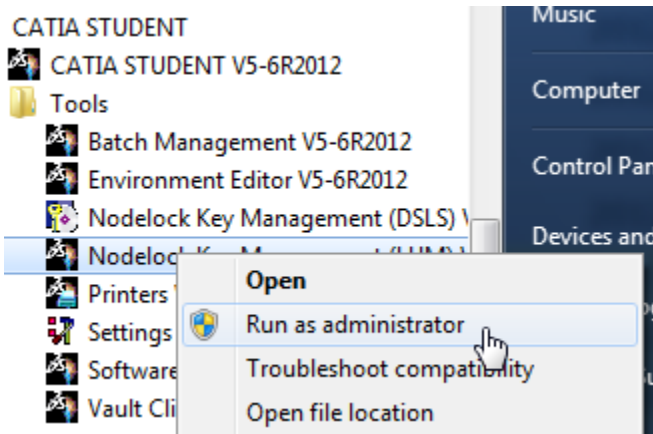 CATIA STUDENT
CATIA STUDENT V5-6R2012
Tools
Batch Management V5-6R2012
Environment Editor V5-6R2012
Nodelock Key Management (DSLS)
Nodelock
Printers
Settings
Software
Vault Cli
Open
Run as administrator
Troubleshoot compatibility
Open file location
Music
Computer
Control Pan
Devices and